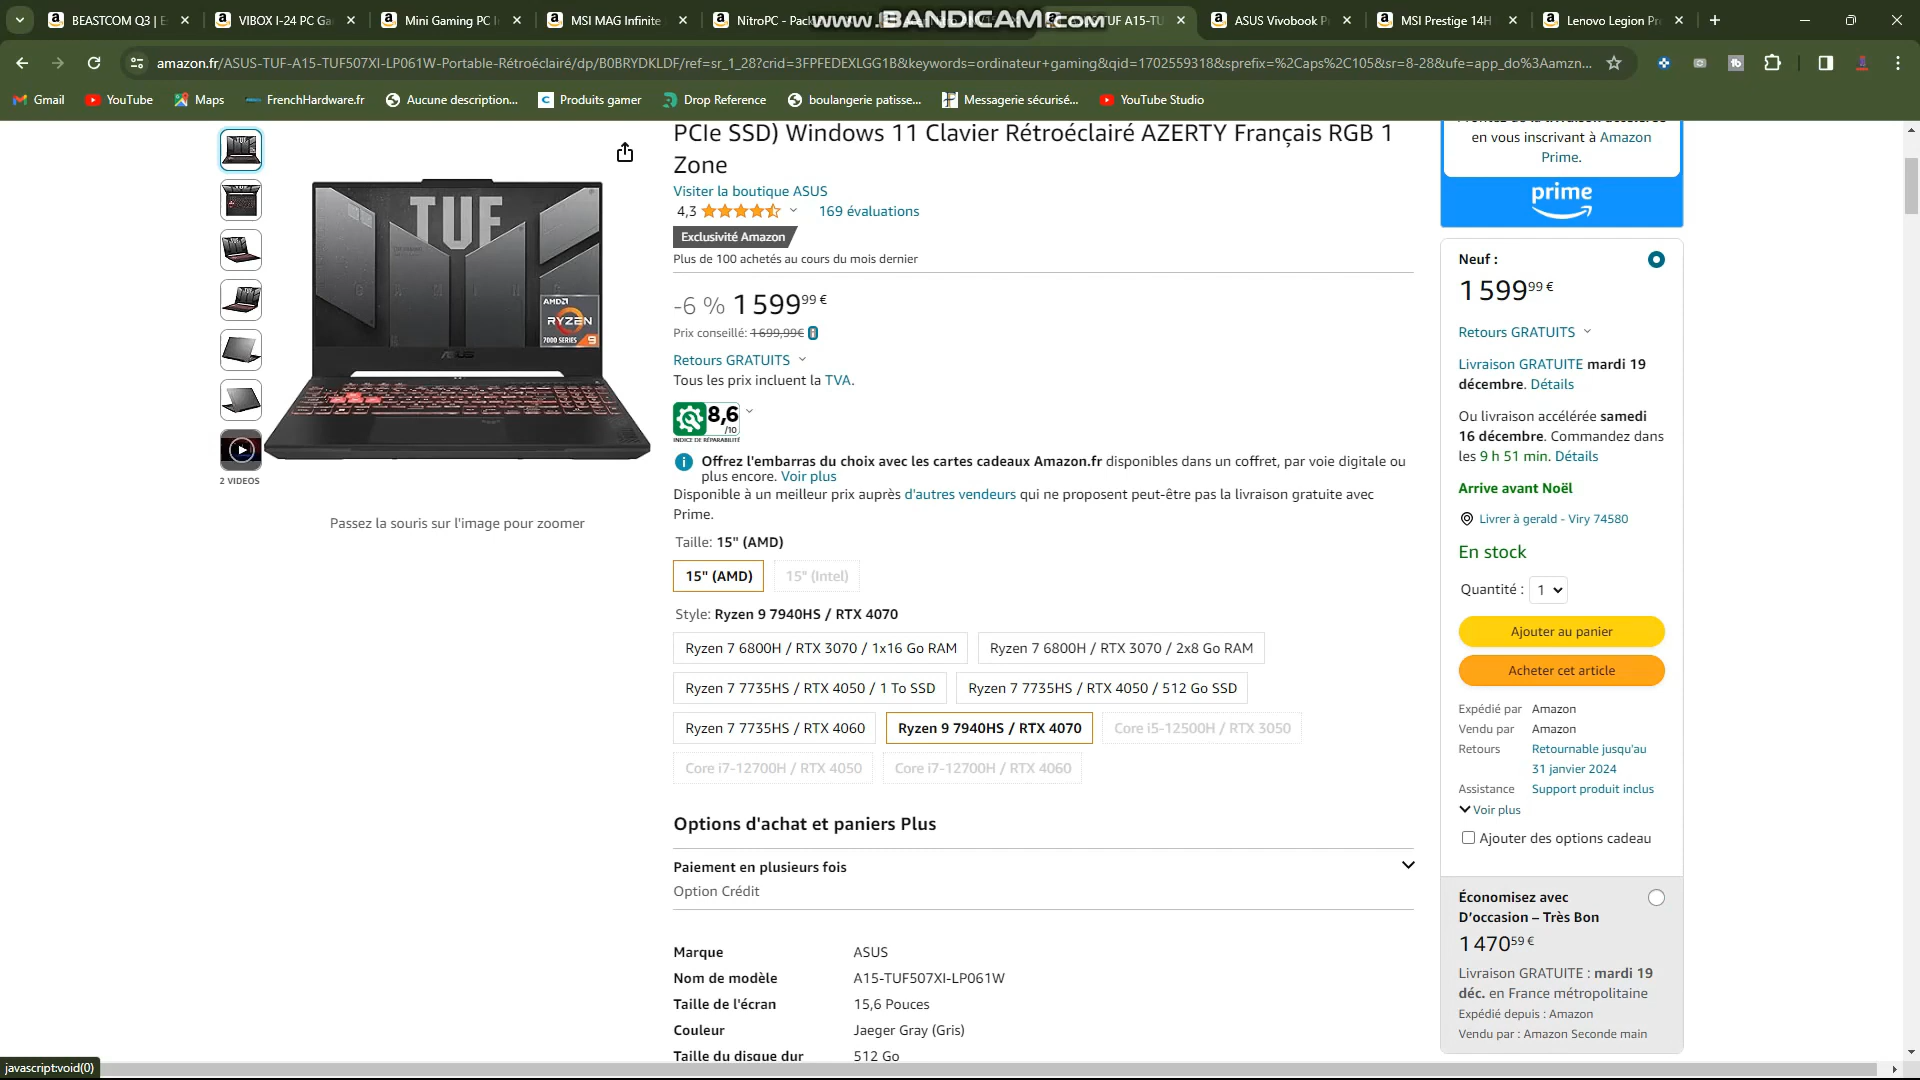 BEASTCOM Q3 | E
VIBOX I-24 PC Ga
Mini Gaming PC I
MSI MAG Infinite
NitroPC - Pack
TUF A15-TU
ASUS Vivobook P
MSI Prestige 14H
Lenovo Legion Pr
www.BANDICAM.com
amazon.fr/ASUS-TUF-A15-TUF507XI-LP061W-Portable-Rétroéclairé/dp/B0BRYDKLDF/ref=sr_1_28?crid=3FPFEDEXLGG1B&keywords=ordinateur+gaming&qid=1702559318&sprefix=%2Caps%2C105&sr=8-28&ufe=app_do%3Aamzn...
Gmail
YouTube
Maps
FrenchHardware.fr
Aucune description...
Produits gamer
Drop Reference
boulangerie patisse...
Messagerie sécurisé...
YouTube Studio
PCIe SSD) Windows 11 Clavier Rétroéclairé AZERTY Français RGB 1
Zone
Visiter la boutique ASUS
4,3
169 évaluations
Exclusivité Amazon
Plus de 100 achetés au cours du mois dernier
-6 % 1 599,99 €
Prix conseillé: 1 699,99€
Retours GRATUITS
Tous les prix incluent la TVA.
8,6
/10
INDICE DE RÉPARABILITÉ
Offrez l'embarras du choix avec les cartes cadeaux Amazon.fr disponibles dans un coffret, par voie digitale ou
plus encore. Voir plus
Disponible à un meilleur prix auprès d'autres vendeurs qui ne proposent peut-être pas la livraison gratuite avec
Prime.
Taille: 15" (AMD)
15" (AMD)
15" (Intel)
Style: Ryzen 9 7940HS / RTX 4070
Ryzen 7 6800H / RTX 3070 / 1x16 Go RAM
Ryzen 7 6800H / RTX 3070 / 2x8 Go RAM
Ryzen 7 7735HS / RTX 4050 / 1 To SSD
Ryzen 7 7735HS / RTX 4050 / 512 Go SSD
Ryzen 7 7735HS / RTX 4060
Ryzen 9 7940HS / RTX 4070
Core i5-12500H / RTX 3050
Core i7-12700H / RTX 4050
Core i7-12700H / RTX 4060
Options d'achat et paniers Plus
Paiement en plusieurs fois
Option Crédit
Marque ASUS
Nom de modèle A15-TUF507XI-LP061W
Taille de l'écran 15,6 Pouces
Couleur Jaeger Gray (Gris)
Taille du disque dur 512 Go
TUF
GAMING
AMD
RYZEN
7000 SERIES 9
ASUS
2 VIDEOS
Passez la souris sur l'image pour zoomer
en vous inscrivant à Amazon
Prime.
prime
Neuf :
1 599,99 €
Retours GRATUITS
Livraison GRATUITE mardi 19
décembre. Détails
Ou livraison accélérée samedi
16 décembre. Commandez dans
les 9 h 51 min. Détails
Arrive avant Noël
Livrer à gerald - Viry 74580
En stock
Quantité : 1
Ajouter au panier
Acheter cet article
Expédié par Amazon
Vendu par Amazon
Retours Retournable jusqu'au
31 janvier 2024
Assistance Support produit inclus
Voir plus
Ajouter des options cadeau
Économisez avec
D'occasion – Très Bon
1 470,59 €
Livraison GRATUITE : mardi 19
déc. en France métropolitaine
Expédié depuis : Amazon
Vendu par : Amazon Seconde main
javascript:void(0)